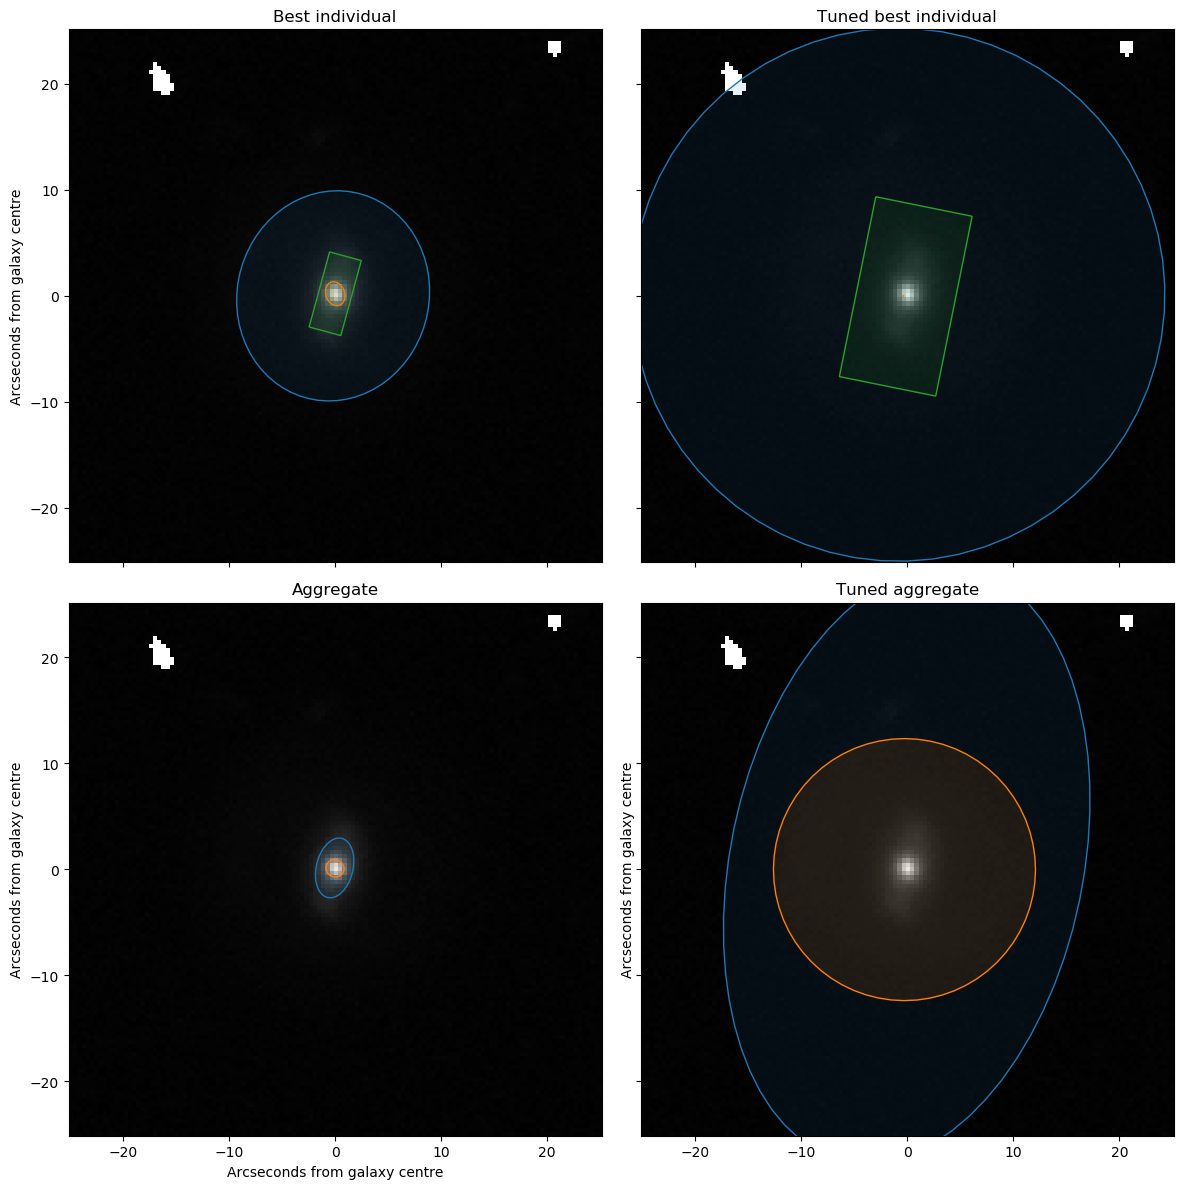 Best individual
Tuned best individual
20
10
0
−10
−20
Arcseconds from galaxy centre
Aggregate
Tuned aggregate
20
10
0
−10
−20
Arcseconds from galaxy centre
Arcseconds from galaxy centre
−20 −10 0 10 20
−20 −10 0 10 20
Arcseconds from galaxy centre